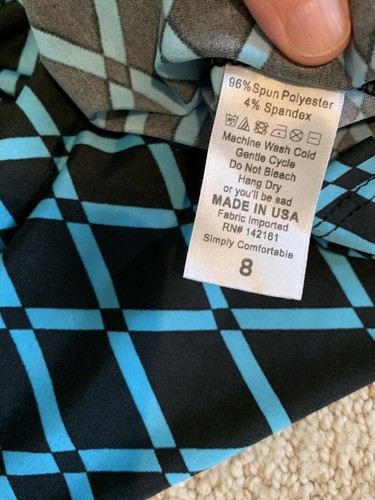 96% Spun Polyester
4% Spandex
Machine Wash Cold
Gentle Cycle
Do Not Bleach
Hang Dry
or you'll be sad
MADE IN USA
Fabric Imported
RN# 142161
Simply Comfortable
8